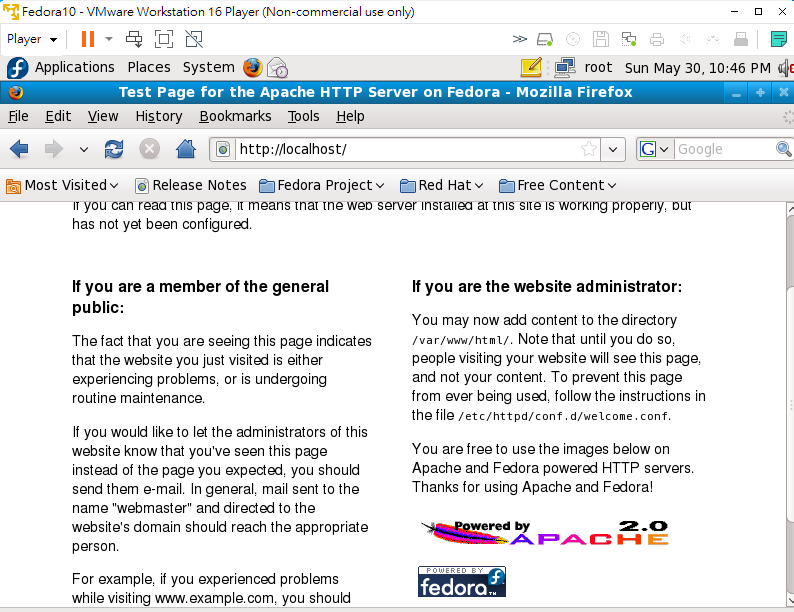 Fedora10 - VMware Workstation 16 Player (Non-commercial use only)
Player
Applications Places System root Sun May 30, 10:46 PM
Test Page for the Apache HTTP Server on Fedora - Mozilla Firefox
File Edit View History Bookmarks Tools Help
http://localhost/ G Google
Most Visited Release Notes Fedora Project Red Hat Free Content
If you can read this page, it means that the web server installed at this site is working properly, but
has not yet been configured.
If you are a member of the general
public:
The fact that you are seeing this page indicates
that the website you just visited is either
experiencing problems, or is undergoing
routine maintenance.
If you would like to let the administrators of this
website know that you've seen this page
instead of the page you expected, you should
send them e-mail. In general, mail sent to the
name "webmaster" and directed to the
website's domain should reach the appropriate
person.
For example, if you experienced problems
while visiting www.example.com, you should
If you are the website administrator:
You may now add content to the directory
/var/www/html/. Note that until you do so,
people visiting your website will see this page,
and not your content. To prevent this page
from ever being used, follow the instructions in
the file /etc/httpd/conf.d/welcome.conf.
You are free to use the images below on
Apache and Fedora powered HTTP servers.
Thanks for using Apache and Fedora!
Powered by 2.0
APACHE
POWERED BY
fedora™